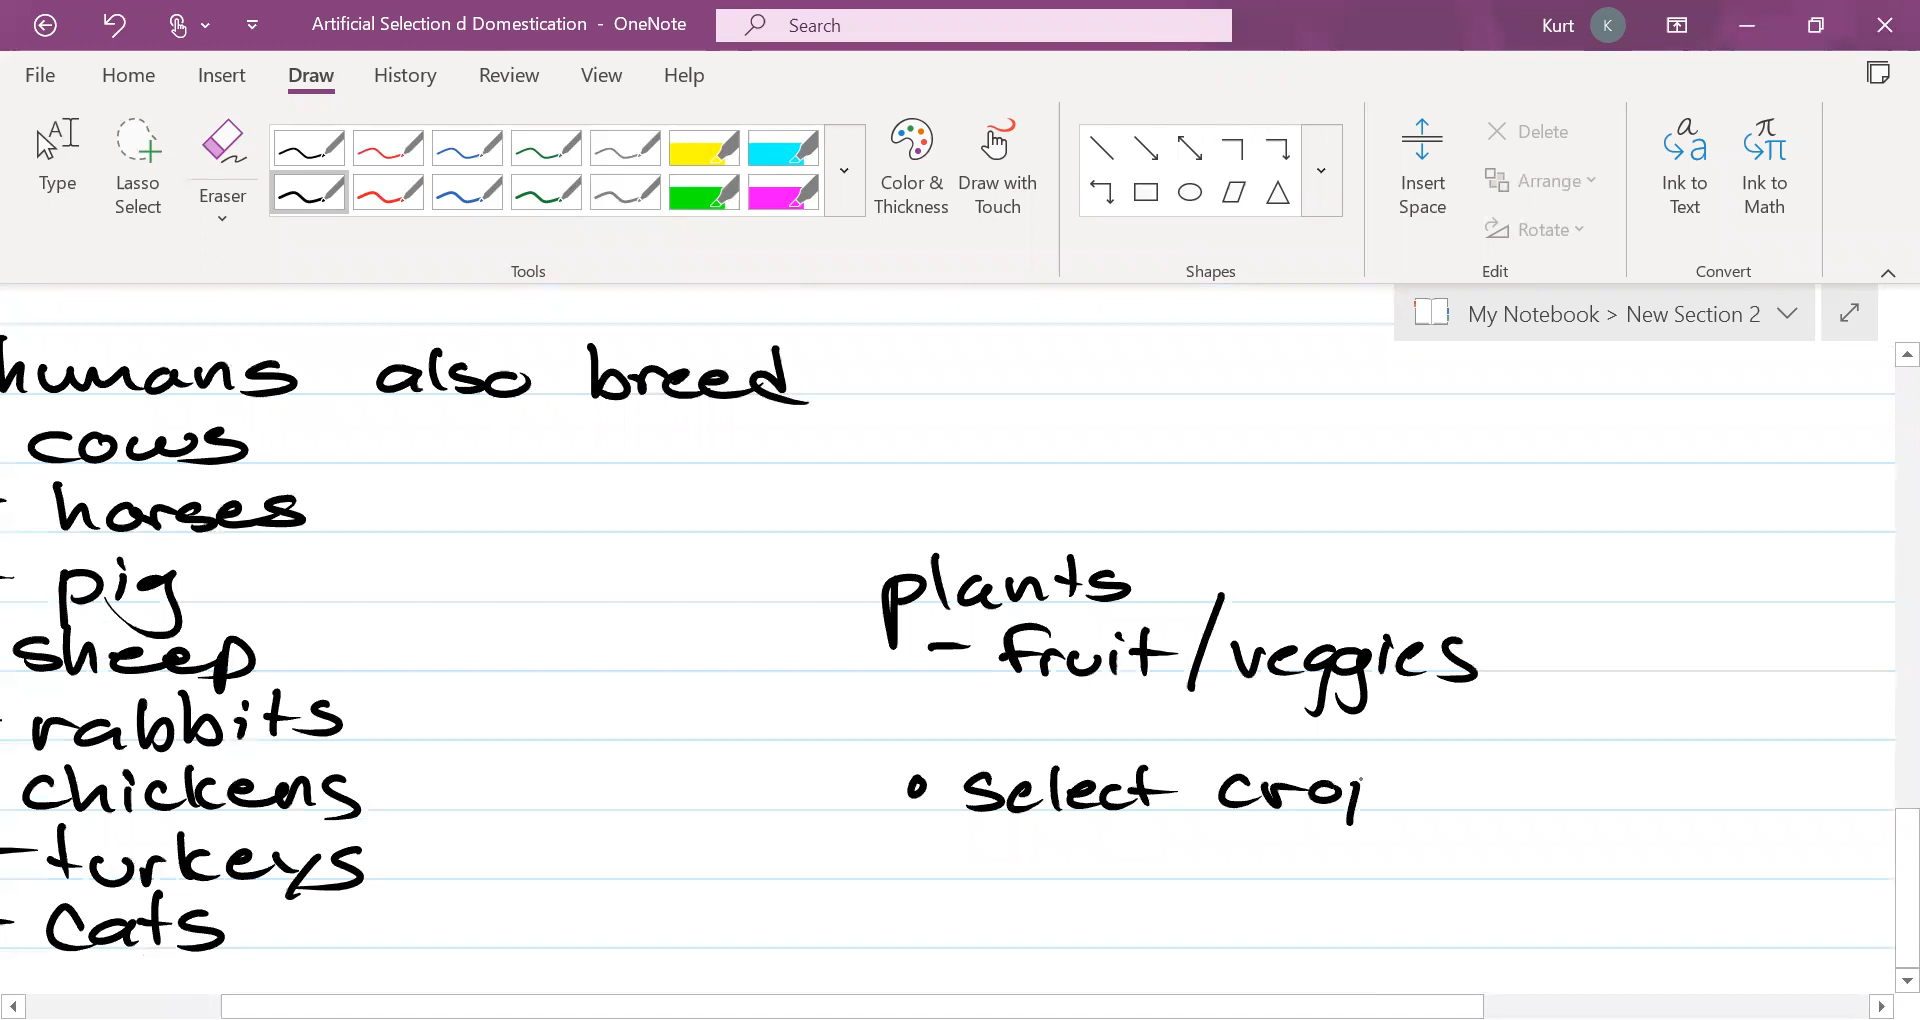 Artificial Selection d Domestication - OneNote
Search
Kurt
K
File Home Insert Draw History Review View Help
Type
Lasso Select
Eraser
Color & Thickness
Draw with Touch
Insert Space
Delete
Arrange
Rotate
Ink to Text
Ink to Math
Tools
Shapes
Edit
Convert
My Notebook > New Section 2
humans also breed
cows
- horses
- pig
sheep
- rabbits
chickens
- turkeys
- cats
plants
- fruit/veggies
• select